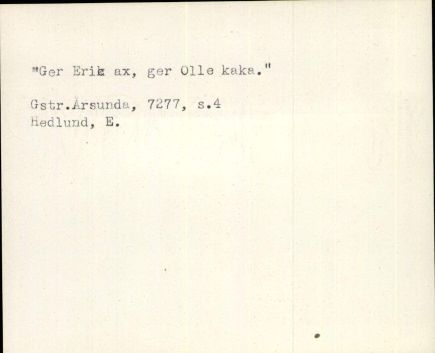 "Ger Erik ax, ger Olle kaka."
Gstr.Årsunda, 7277, s.4
Hedlund, E.